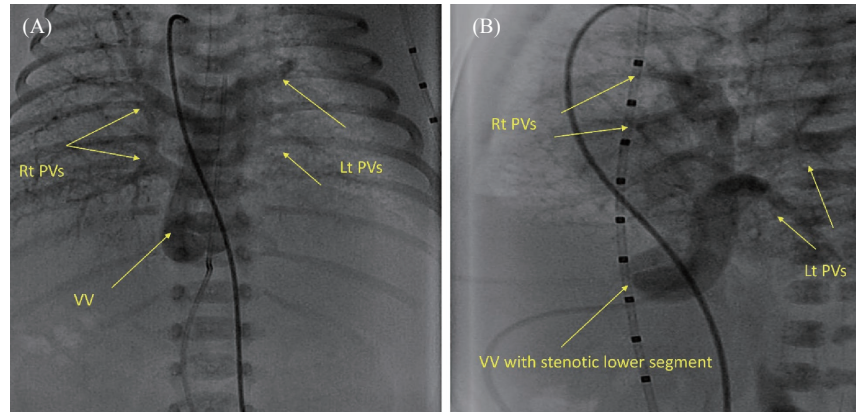 (A)
Rt PVs
Lt PVs
VV
(B)
Rt PVs
Lt PVs
VV with stenotic lower segment